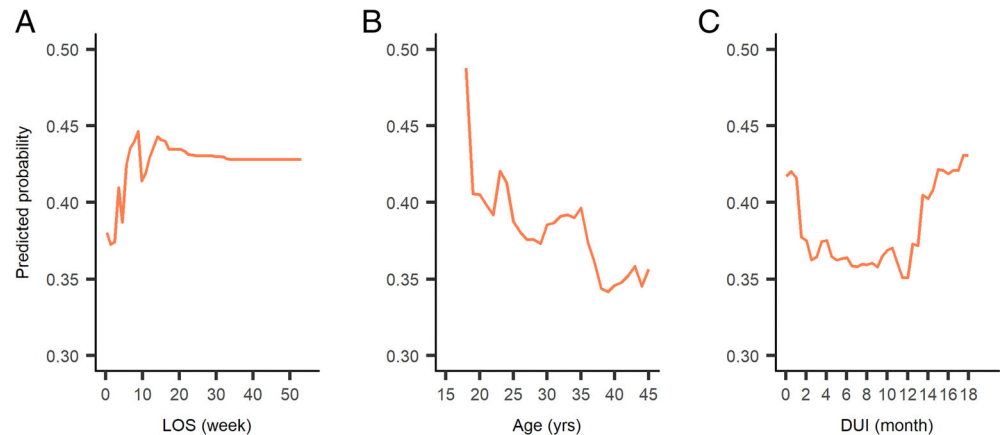 A
B
C
Predicted probability
0.50
0.45
0.40
0.35
0.30
0 10 20 30 40 50
LOS (week)
0.50
0.45
0.40
0.35
0.30
15 20 25 30 35 40 45
Age (yrs)
0.50
0.45
0.40
0.35
0.30
0 2 4 6 8 10 12 14 16 18
DUI (month)